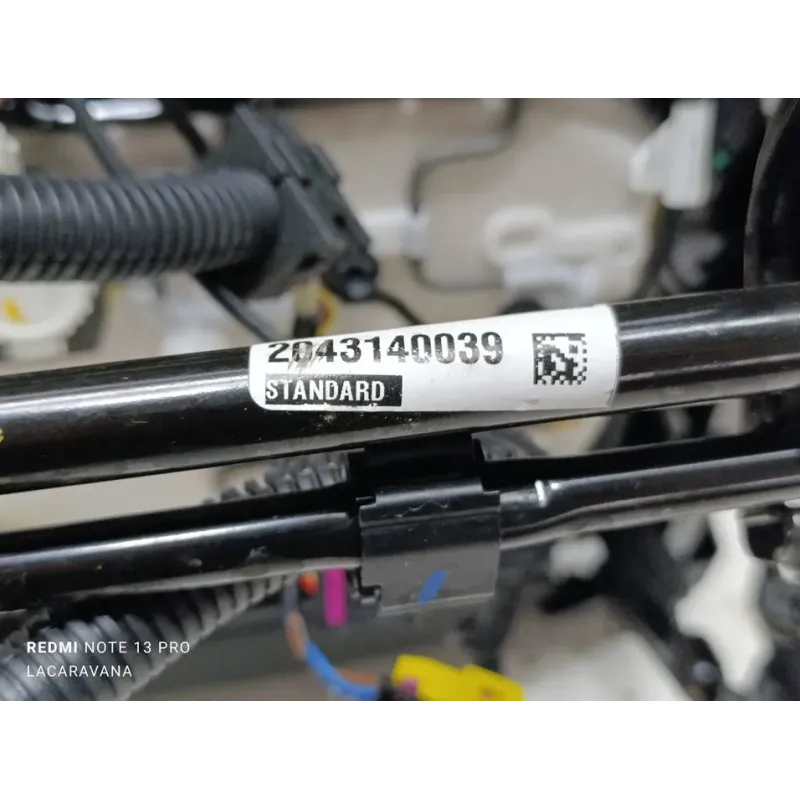 2043140039
STANDARD
REDMI NOTE 13 PRO
LACARAVANA